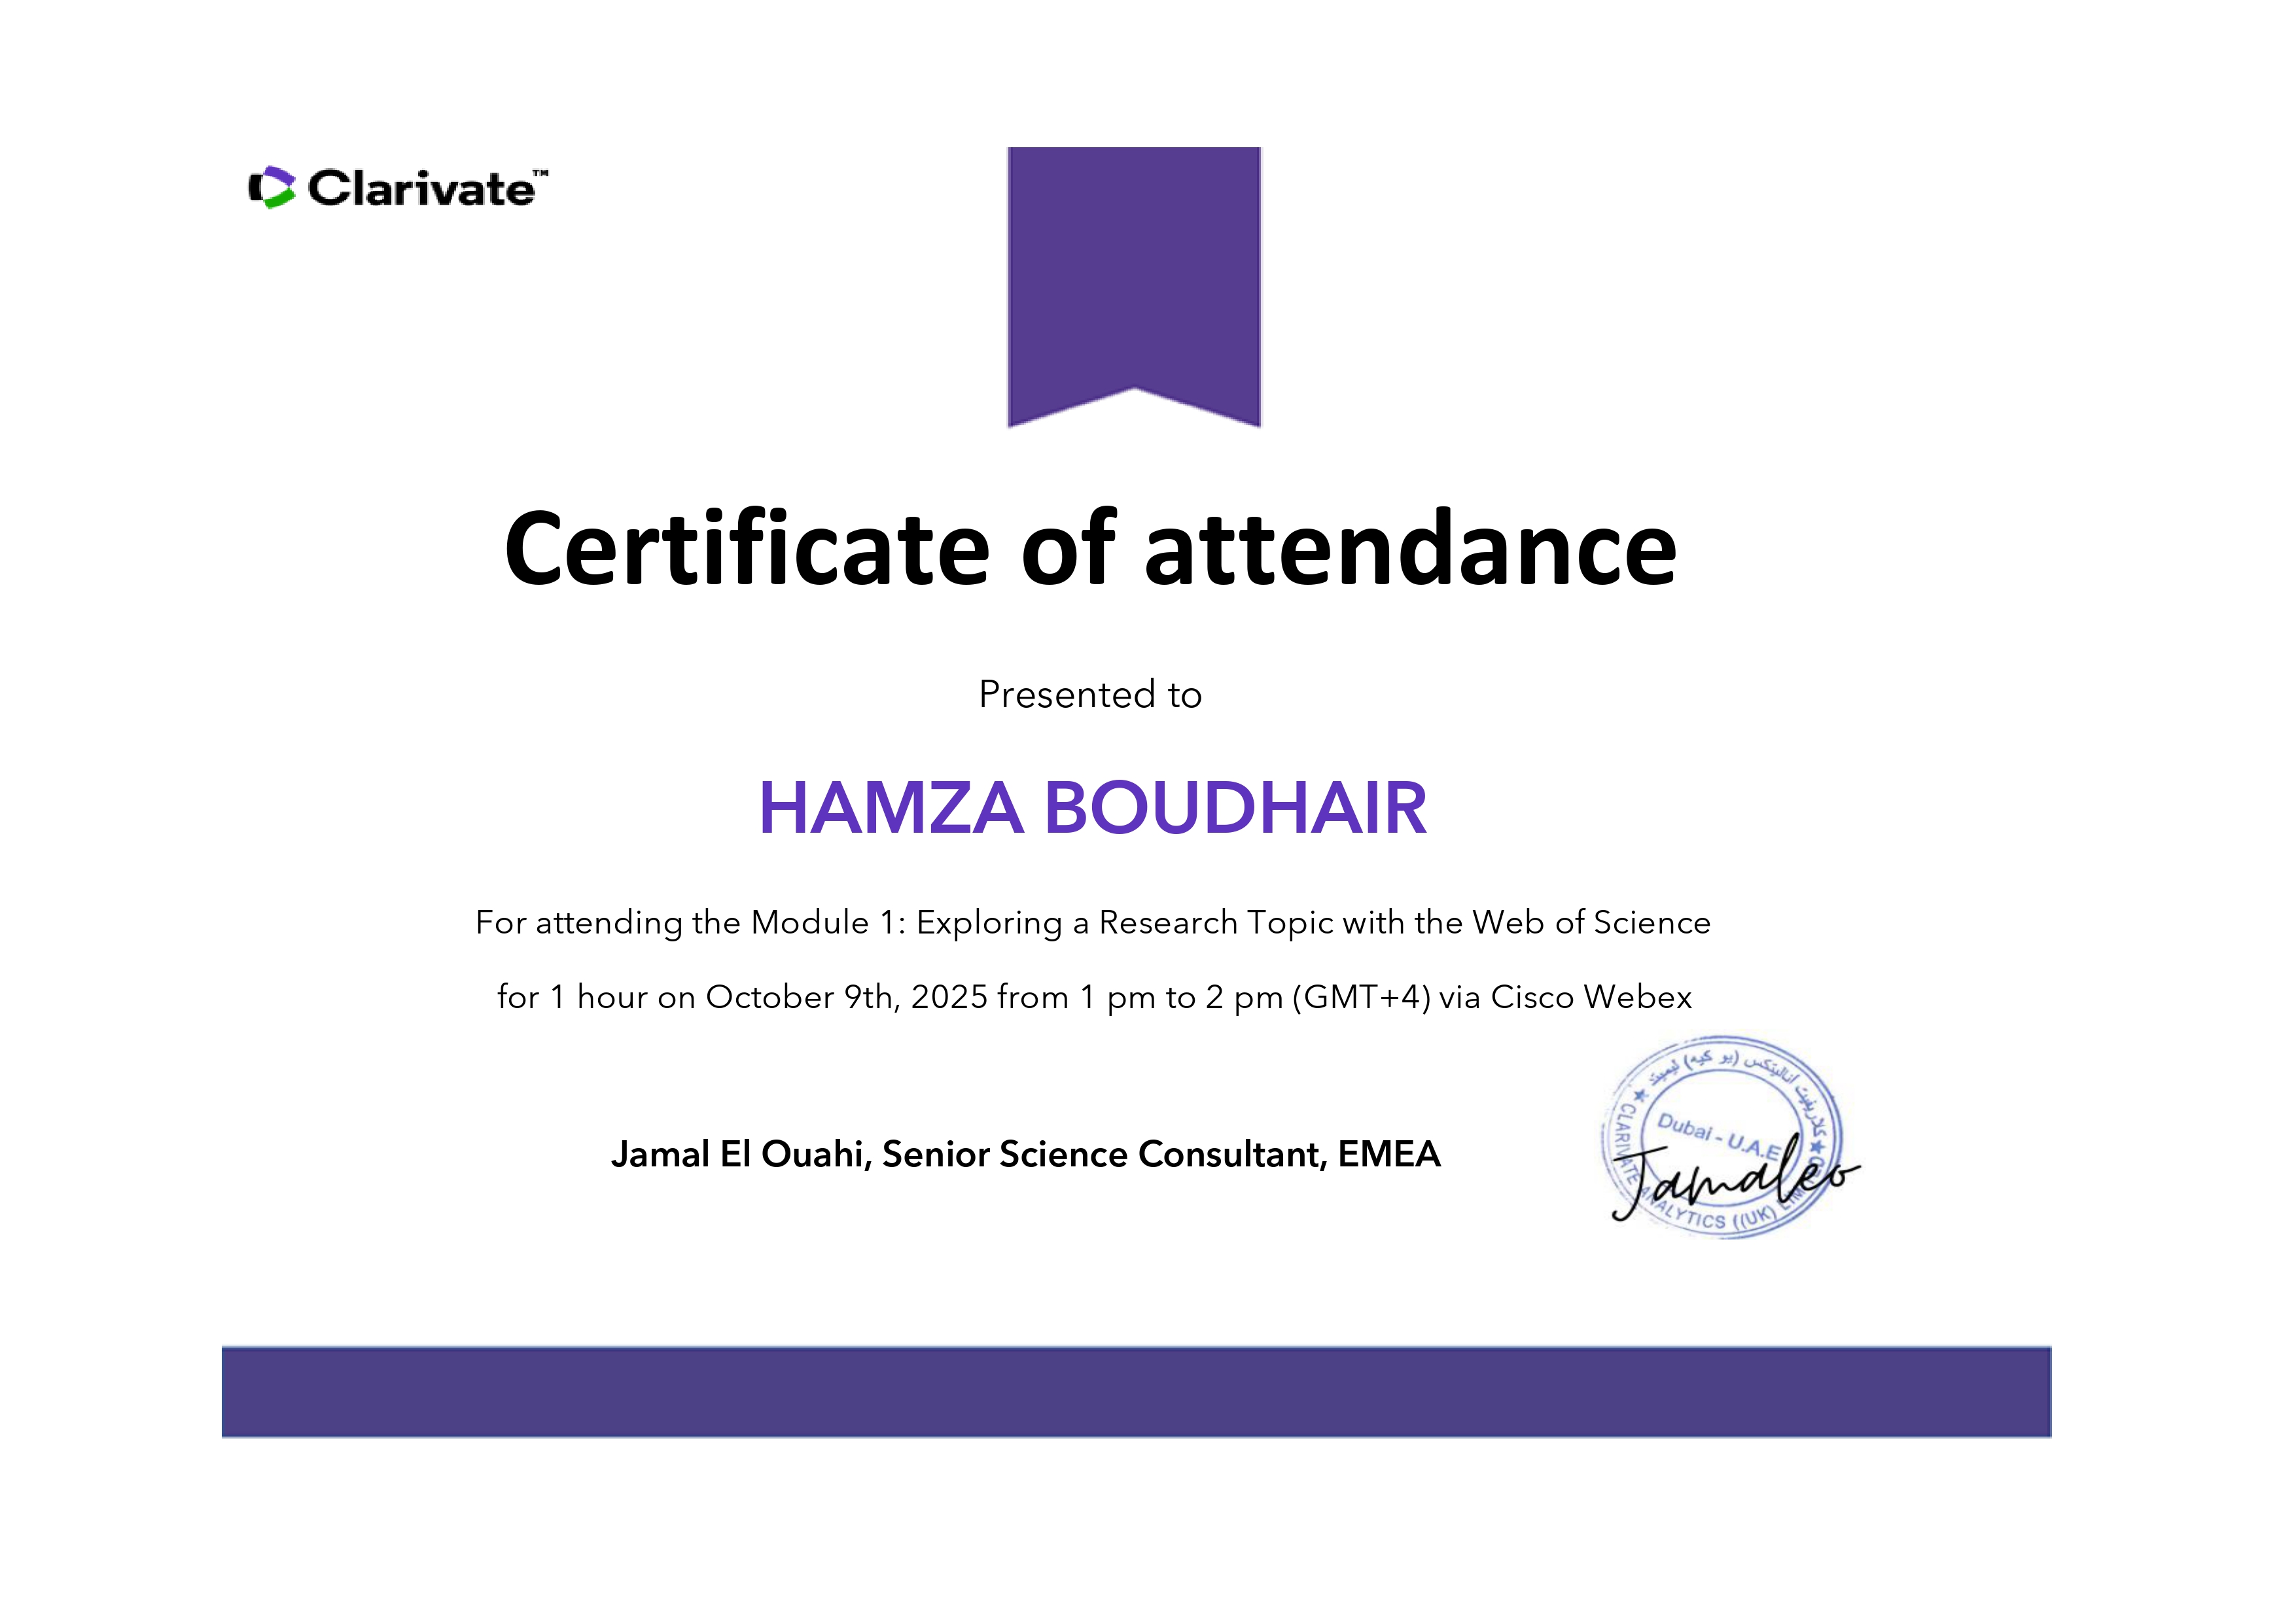 Clarivate™
Certificate of attendance
Presented to
HAMZA BOUDHAIR
For attending the Module 1: Exploring a Research Topic with the Web of Science
for 1 hour on October 9th, 2025 from 1 pm to 2 pm (GMT+4) via Cisco Webex
كلاريفيت أناليتكس (يو كيه) ليميتد
Dubai - U.A.E
CLARIVATE ANALYTICS ((UK)
Jamaleo
Jamal El Ouahi, Senior Science Consultant, EMEA